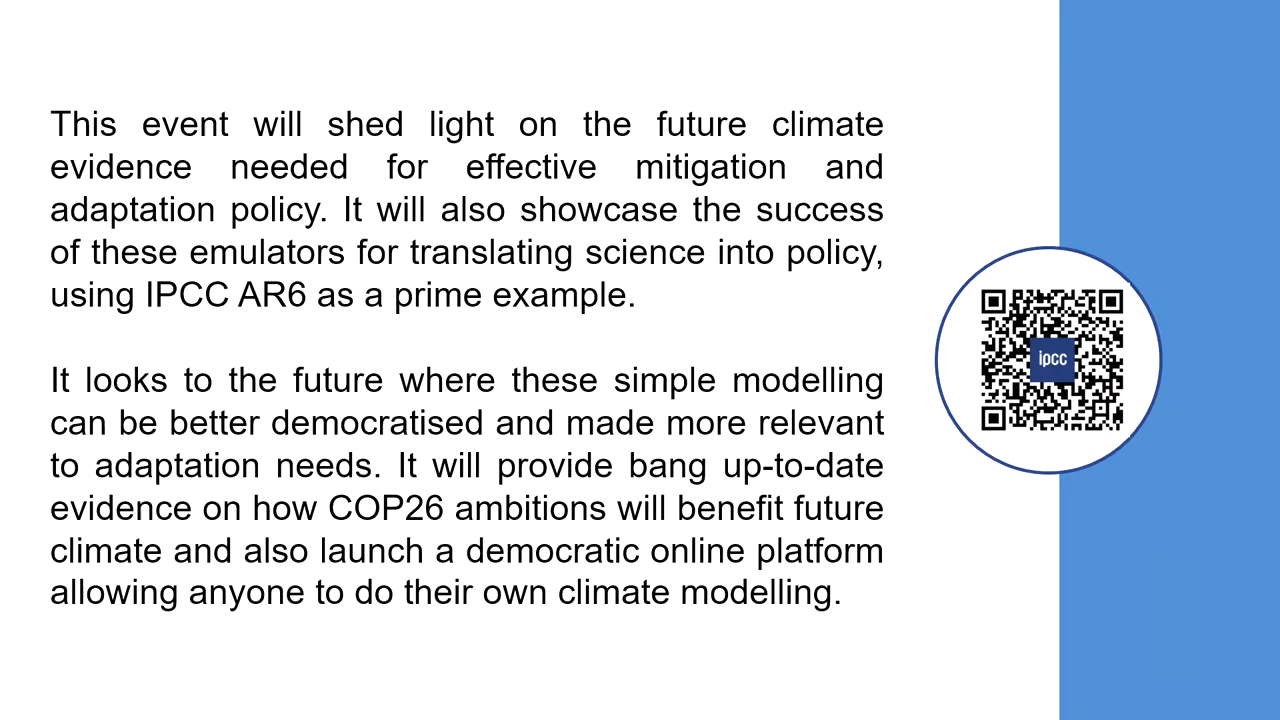 This event will shed light on the future climate
evidence needed for effective mitigation and
adaptation policy. It will also showcase the success
of these emulators for translating science into policy,
using IPCC AR6 as a prime example.
It looks to the future where these simple modelling
can be better democratised and made more relevant
to adaptation needs. It will provide bang up-to-date
evidence on how COP26 ambitions will benefit future
climate and also launch a democratic online platform
allowing anyone to do their own climate modelling.
ipcc